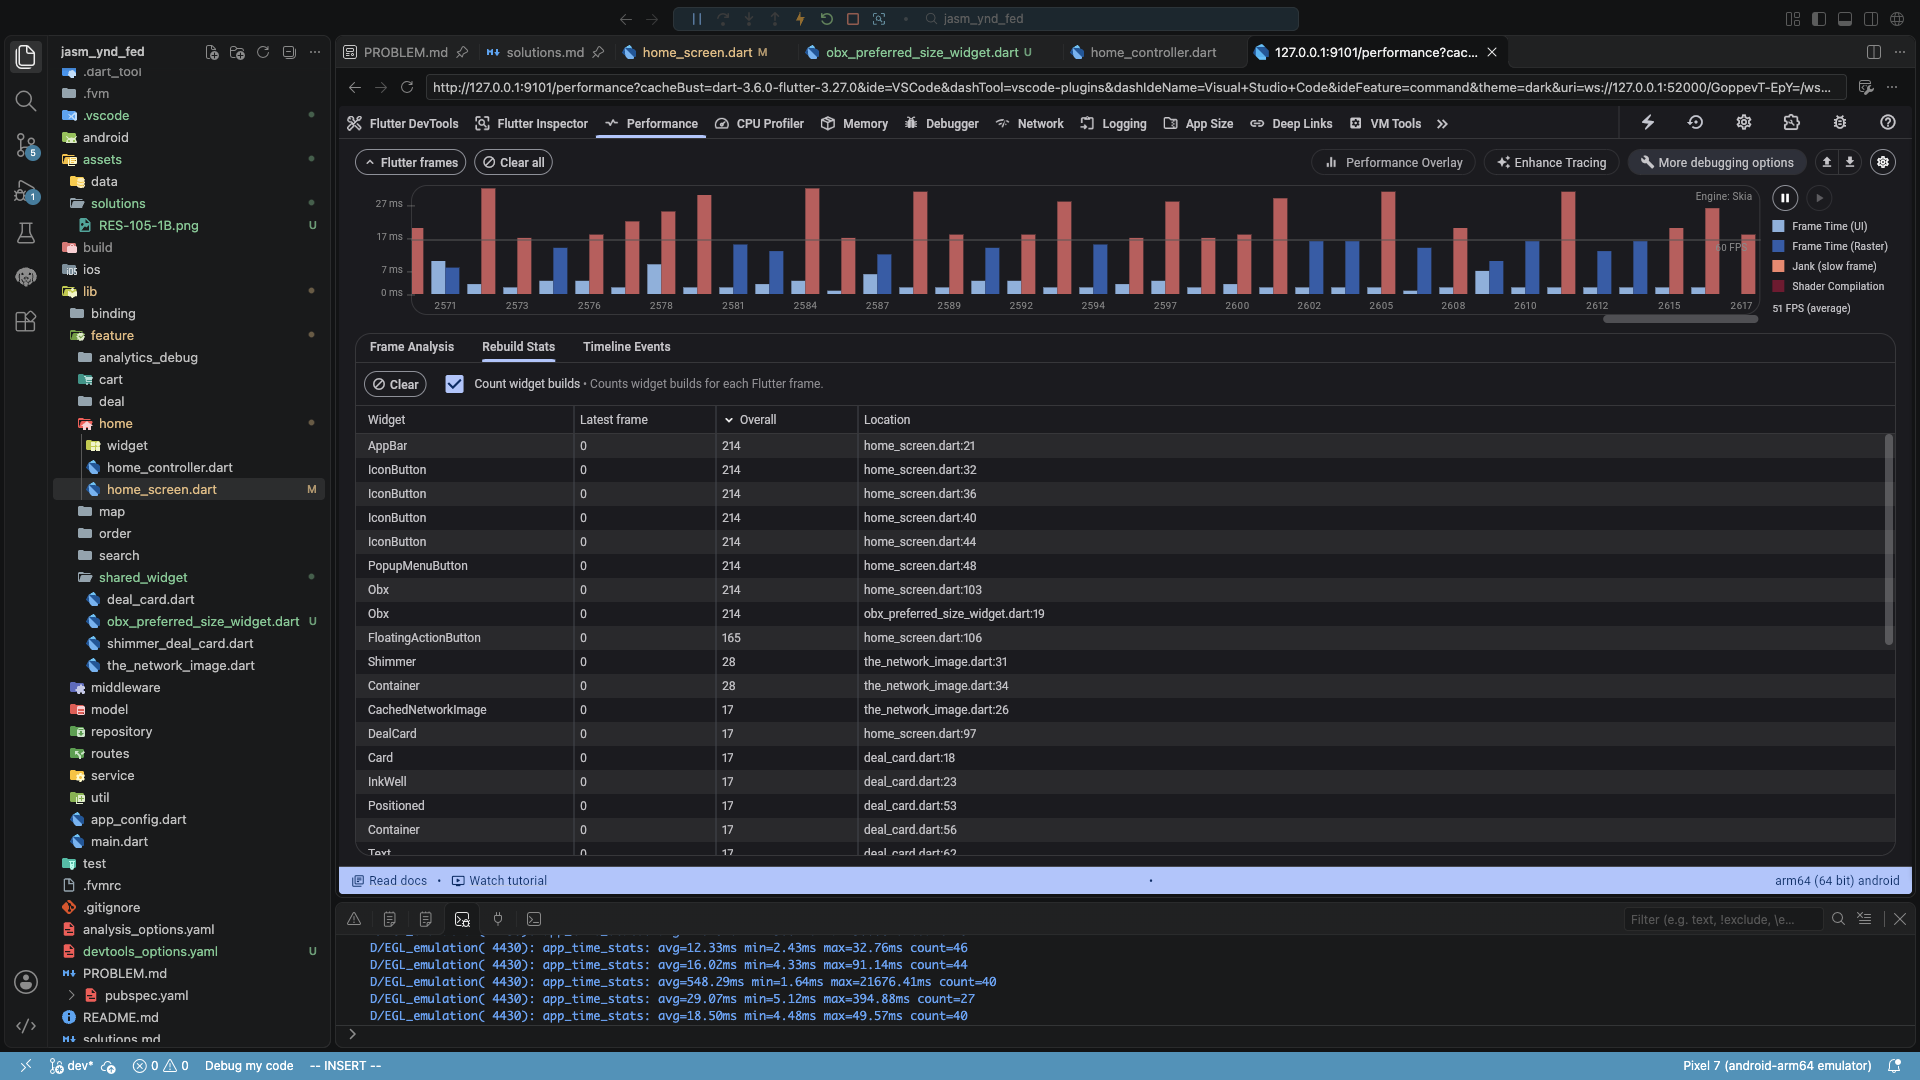 jasm_ynd_fed
jasm_ynd_fed
.dart_tool
.fvm
.vscode
android
assets
data
solutions
RES-105-1B.png U
build
ios
lib
binding
feature
analytics_debug
cart
deal
home
widget
home_controller.dart
home_screen.dart M
map
order
search
shared_widget
deal_card.dart
obx_preferred_size_widget.dart U
shimmer_deal_card.dart
the_network_image.dart
middleware
model
repository
routes
service
util
app_config.dart
main.dart
test
.fvmrc
.gitignore
analysis_options.yaml
devtools_options.yaml U
PROBLEM.md
pubspec.yaml
README.md
solutions.md
5
1
PROBLEM.md solutions.md home_screen.dart M obx_preferred_size_widget.dart U home_controller.dart 127.0.0.1:9101/performance?cac...
http://127.0.0.1:9101/performance?cacheBust=dart-3.6.0-flutter-3.27.0&ide=VSCode&dashTool=vscode-plugins&dashIdeName=Visual+Studio+Code&ideFeature=command&theme=dark&uri=ws://127.0.0.1:52000/GoppevT-EpY=/ws...
Flutter DevTools Flutter Inspector Performance CPU Profiler Memory Debugger Network Logging App Size Deep Links VM Tools
Flutter frames Clear all Performance Overlay Enhance Tracing More debugging options
27 ms
17 ms
7 ms
0 ms
Engine: Skia
60 FPS
2571 2573 2576 2578 2581 2584 2587 2589 2592 2594 2597 2600 2602 2605 2608 2610 2612 2615 2617
Frame Time (UI)
Frame Time (Raster)
Jank (slow frame)
Shader Compilation
51 FPS (average)
Frame Analysis Rebuild Stats Timeline Events
Clear Count widget builds • Counts widget builds for each Flutter frame.
Widget Latest frame Overall Location
AppBar 0 214 home_screen.dart:21
IconButton 0 214 home_screen.dart:32
IconButton 0 214 home_screen.dart:36
IconButton 0 214 home_screen.dart:40
IconButton 0 214 home_screen.dart:44
PopupMenuButton 0 214 home_screen.dart:48
Obx 0 214 home_screen.dart:103
Obx 0 214 obx_preferred_size_widget.dart:19
FloatingActionButton 0 165 home_screen.dart:106
Shimmer 0 28 the_network_image.dart:31
Container 0 28 the_network_image.dart:34
CachedNetworkImage 0 17 the_network_image.dart:26
DealCard 0 17 home_screen.dart:97
Card 0 17 deal_card.dart:18
InkWell 0 17 deal_card.dart:23
Positioned 0 17 deal_card.dart:53
Container 0 17 deal_card.dart:56
Text 0 17 deal_card.dart:62
Read docs • Watch tutorial • arm64 (64 bit) android
Filter (e.g. text, !exclude, \e...
D/EGL_emulation( 4430): app_time_stats: avg=12.33ms min=2.43ms max=32.76ms count=46
D/EGL_emulation( 4430): app_time_stats: avg=16.02ms min=4.33ms max=91.14ms count=44
D/EGL_emulation( 4430): app_time_stats: avg=548.29ms min=1.64ms max=21676.41ms count=40
D/EGL_emulation( 4430): app_time_stats: avg=29.07ms min=5.12ms max=394.88ms count=27
D/EGL_emulation( 4430): app_time_stats: avg=18.50ms min=4.48ms max=49.57ms count=40
dev* 0 0 Debug my code -- INSERT -- Pixel 7 (android-arm64 emulator)